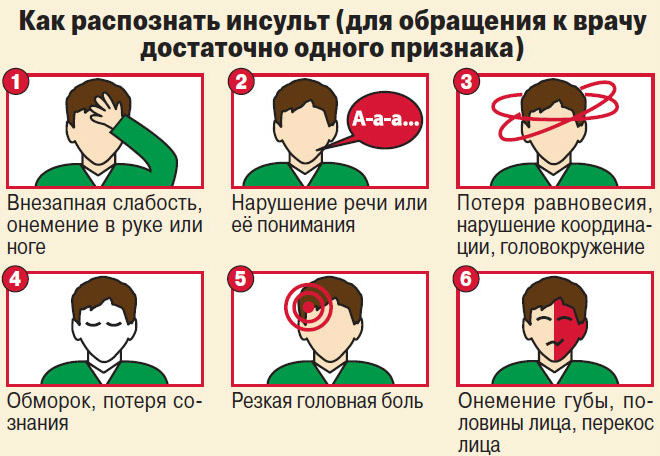 Как распознать инсульт (для обращения к врачу
достаточно одного признака)
1
Внезапная слабость,
онемение в руке или
ноге
2
А-а-а...
Нарушение речи или
её понимания
3
Потеря равновесия,
нарушение координа-
ции, головокружение
4
Обморок, потеря со-
знания
5
Резкая головная боль
6
Онемение губы, по-
ловины лица, перекос
лица